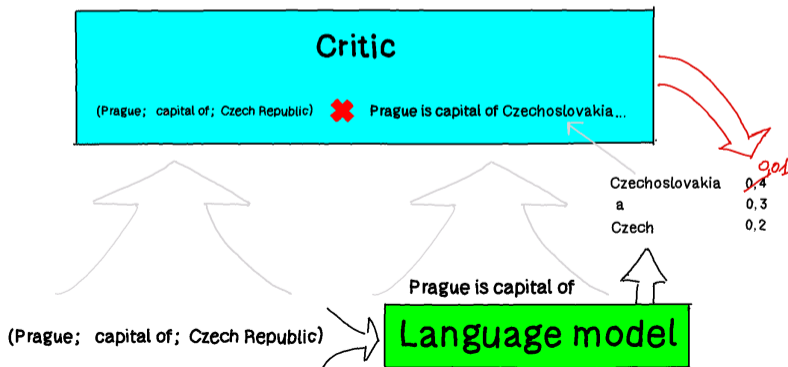 Critic
(Prague; capital of; Czech Republic) ✖ Prague is capital of Czechoslovakia...
0,01
Czechoslovakia 0,4
a 0,3
Czech 0,2
Prague is capital of
(Prague; capital of; Czech Republic)
Language model